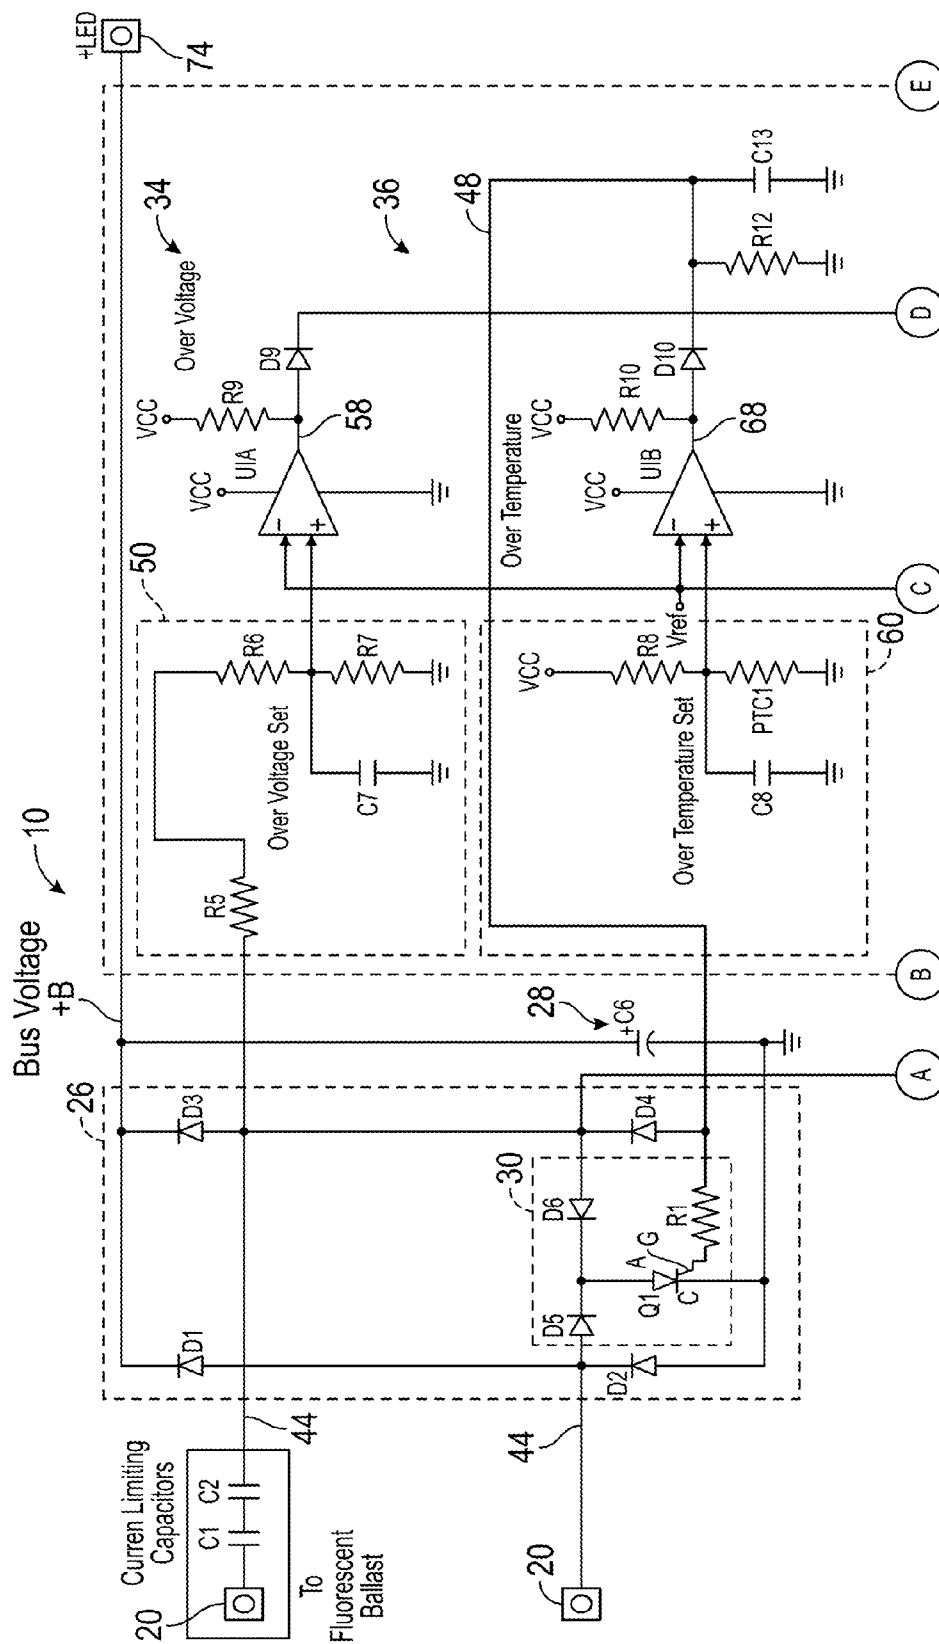 Bus Voltage
+B
10
+LED
74
34
Over Voltage
36
48
26
D1
D3
Curren Limiting
Capacitors
C1
C2
20
To
Fluorescent
Ballast
44
20
44
30
D5
D6
D2
D4
Q1
A
G
C
R1
28
+C6
50
R5
R6
R7
C7
Over Voltage Set
VCC
VCC
R9
UIA
-
+
58
D9
Over Temperature
VCC
R8
Over Temperature Set
PTC1
C8
60
Vref
VCC
VCC
R10
UIB
-
+
68
D10
R12
C13
A
B
C
D
E